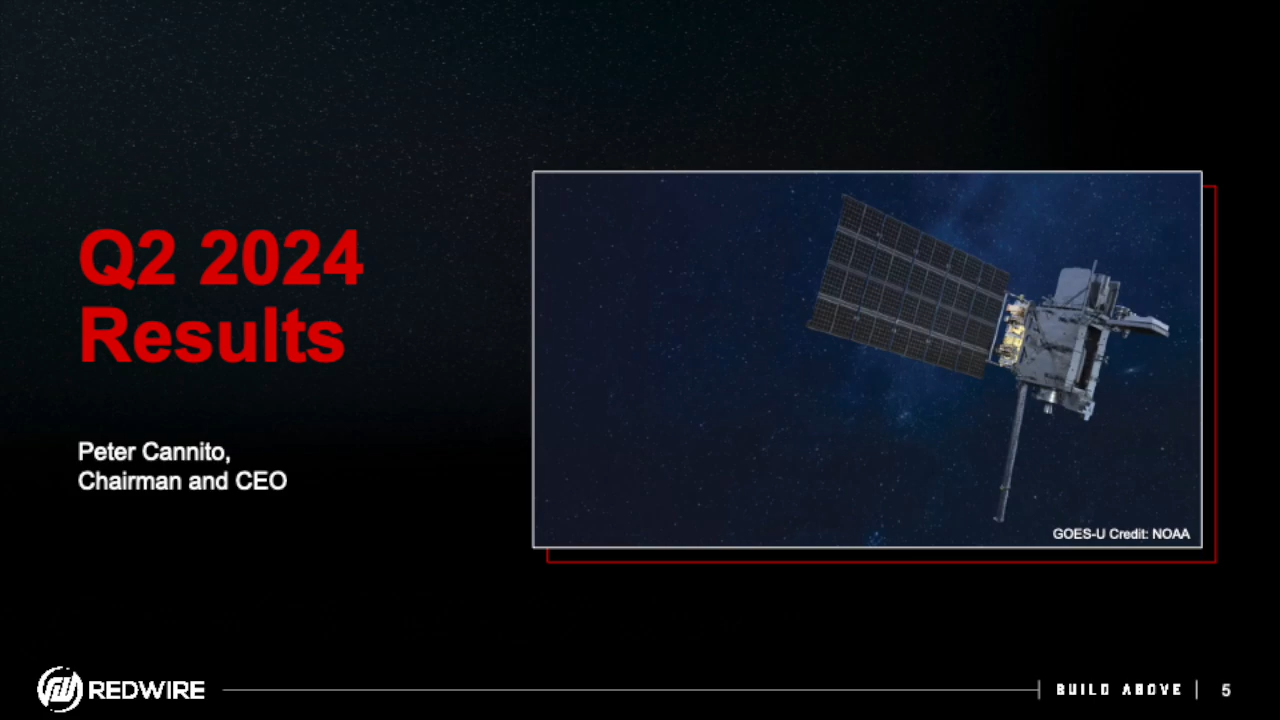 Q2 2024
Results
Peter Cannito,
Chairman and CEO
GOES-U Credit: NOAA
REDWIRE
BUILD ABOVE
5